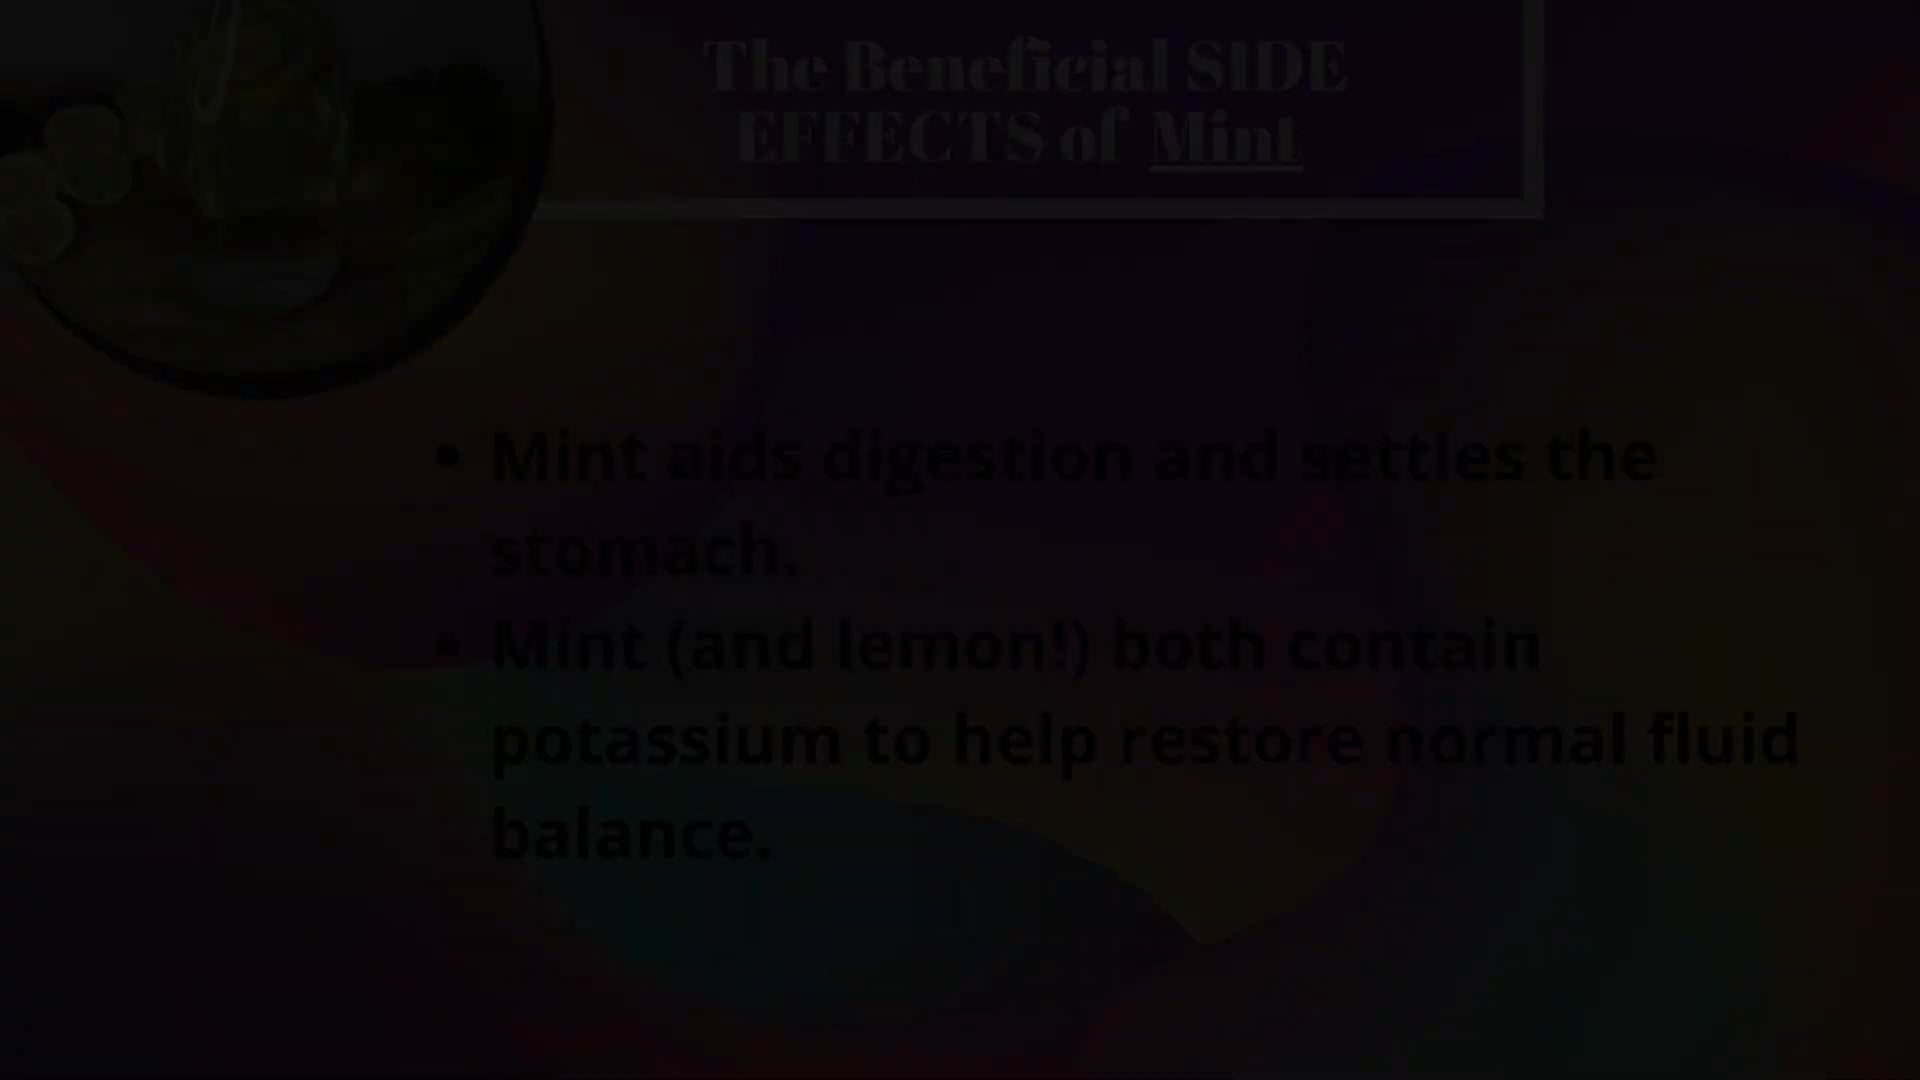 The Beneficial SIDE
EFFECTS of Mint
• Mint aids digestion and settles the
stomach.
• Mint (and lemon!) both contain
potassium to help restore normal fluid
balance.